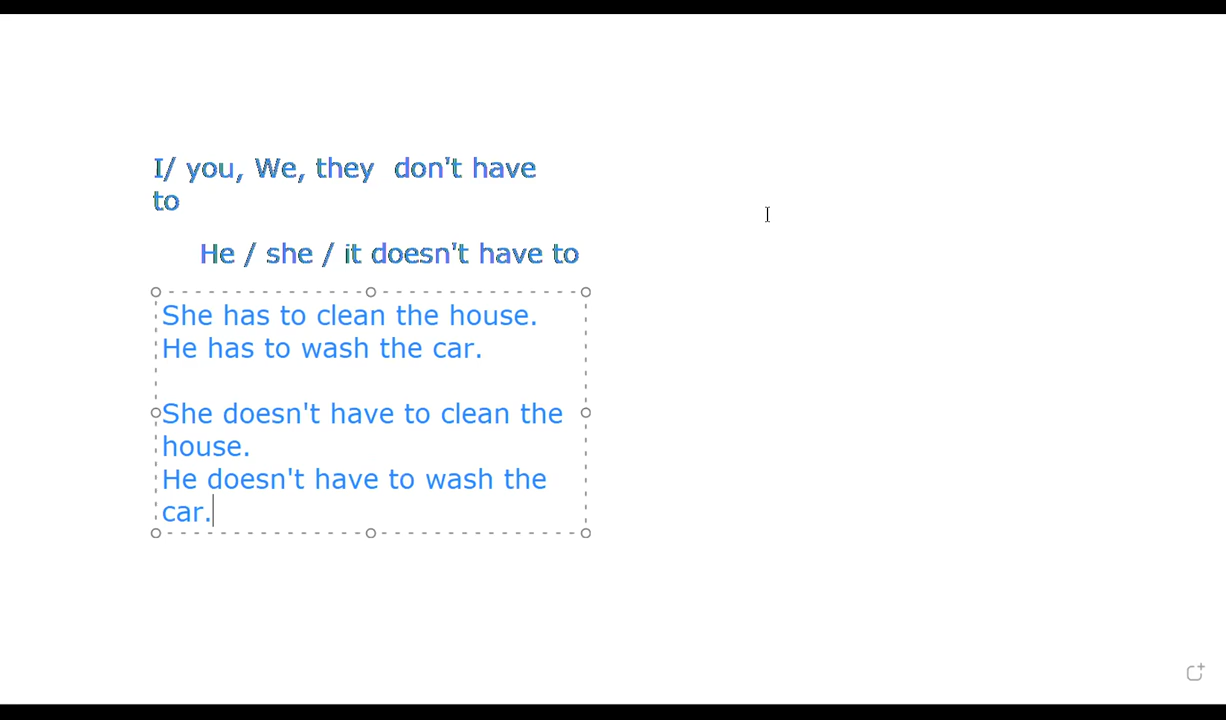 I/ you, We, they  don't have
to
He / she / it doesn't have to
She has to clean the house.
He has to wash the car.
She doesn't have to clean the
house.
He doesn't have to wash the
car.